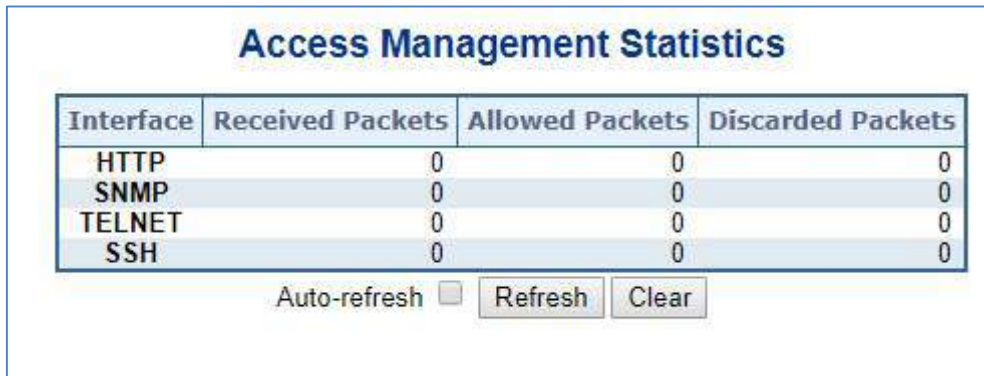 Access Management Statistics
Interface Received Packets Allowed Packets Discarded Packets
HTTP 0 0 0
SNMP 0 0 0
TELNET 0 0 0
SSH 0 0 0
Auto-refresh Refresh Clear